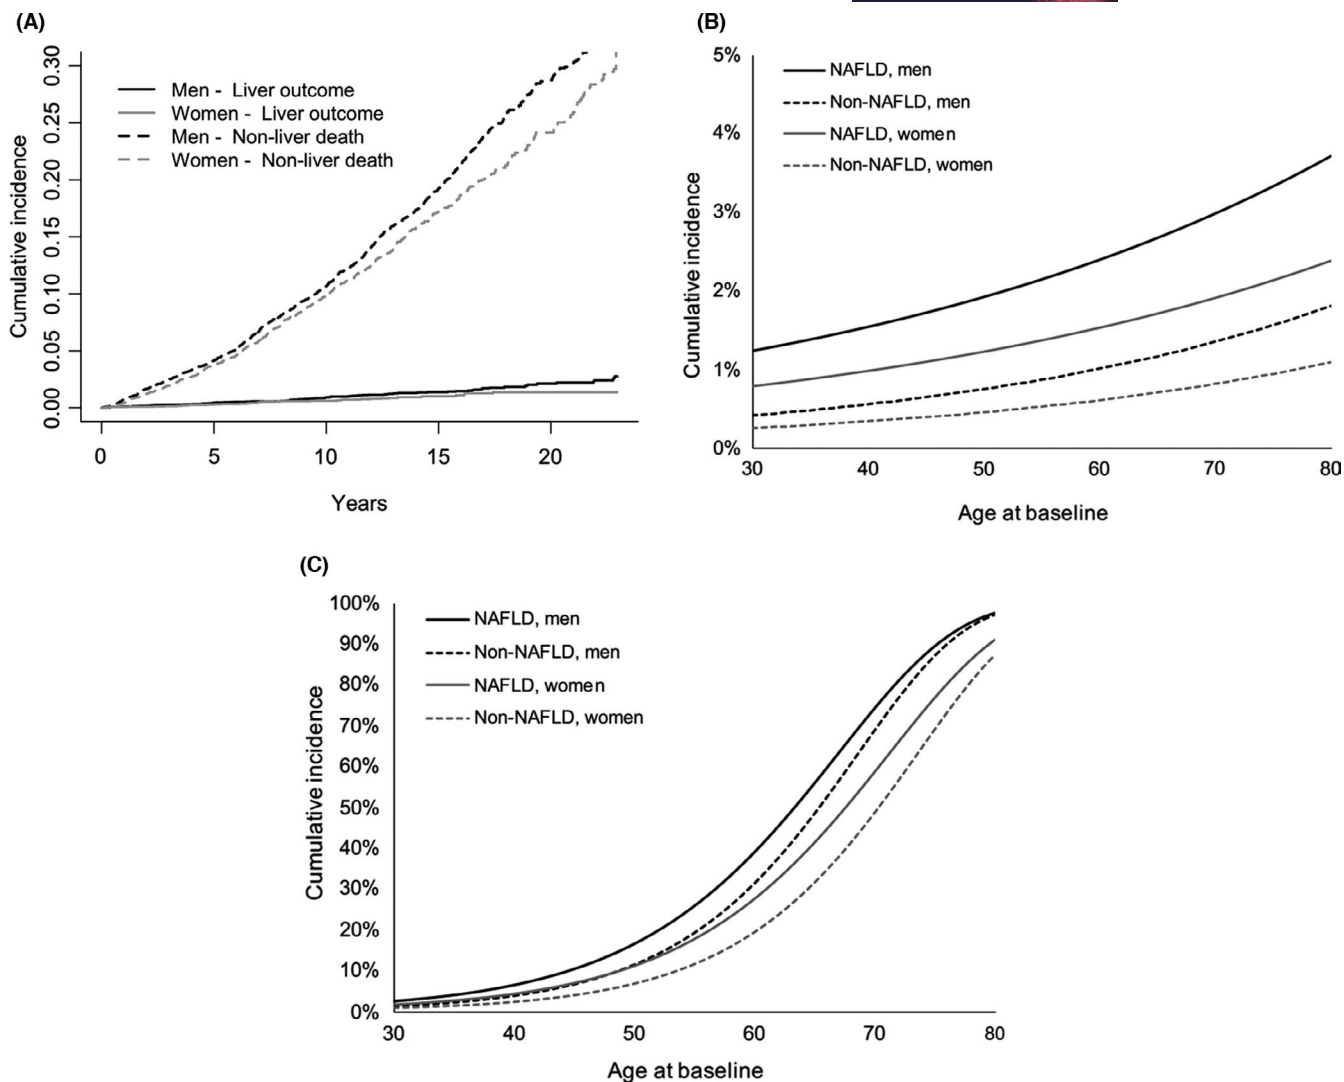 (A)
Cumulative incidence
0.30
0.25
0.20
0.15
0.10
0.05
0.00
Men - Liver outcome
Women - Liver outcome
Men - Non-liver death
Women - Non-liver death
0 5 10 15 20
Years
(B)
Cumulative incidence
5%
4%
3%
2%
1%
0%
NAFLD, men
Non-NAFLD, men
NAFLD, women
Non-NAFLD, women
30 40 50 60 70 80
Age at baseline
(C)
Cumulative incidence
100%
90%
80%
70%
60%
50%
40%
30%
20%
10%
0%
NAFLD, men
Non-NAFLD, men
NAFLD, women
Non-NAFLD, women
30 40 50 60 70 80
Age at baseline